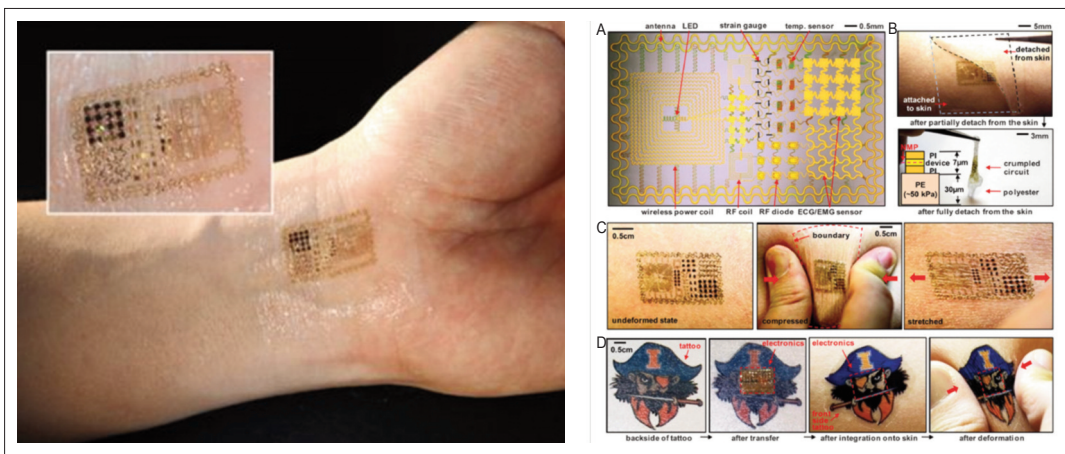 A
antenna
LED
strain gauge
temp. sensor
0.5mm
wireless power coil
RF coil
RF diode
ECG/EMG sensor
B
5mm
detached
from skin
attached
to skin
after partially detach from the skin
3mm
PI
device
PI
7µm
PE
(~50 kPa)
30µm
crumpled
circuit
polyester
after fully detach from the skin
C
0.5cm
undeformed state
boundary
0.5cm
compressed
stretched
D
0.5cm
tattoo
backside of tattoo
electronics
after transfer
electronics
front
side
tattoo
after integration onto skin
after deformation